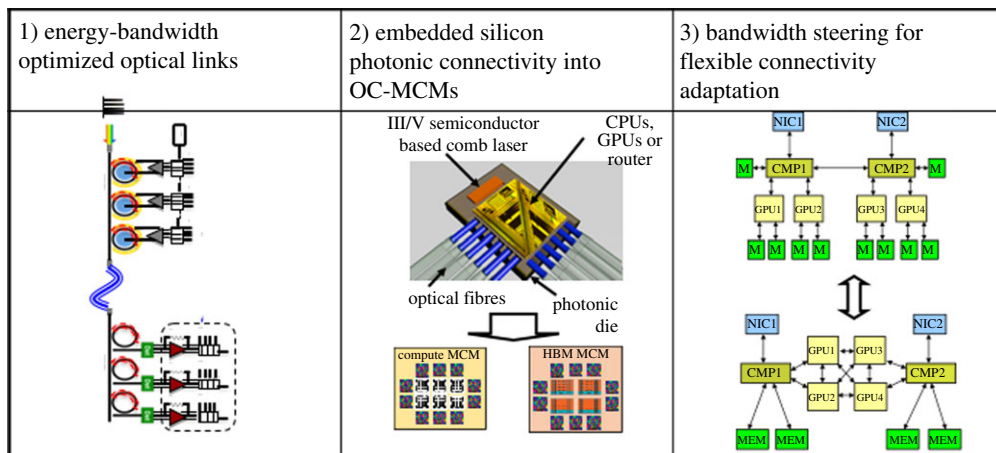 1) energy-bandwidth
optimized optical links
2) embedded silicon
photonic connectivity into
OC-MCMs
3) bandwidth steering for
flexible connectivity
adaptation
III/V semiconductor
based comb laser
CPUs,
GPUs or
router
optical fibres
photonic
die
compute MCM
HBM MCM
NIC1
NIC2
M
CMP1
CMP2
M
GPU1
GPU2
GPU3
GPU4
M
M
M
M
M
M
M
M
NIC1
NIC2
GPU1
GPU3
CMP1
CMP2
GPU2
GPU4
MEM
MEM
MEM
MEM